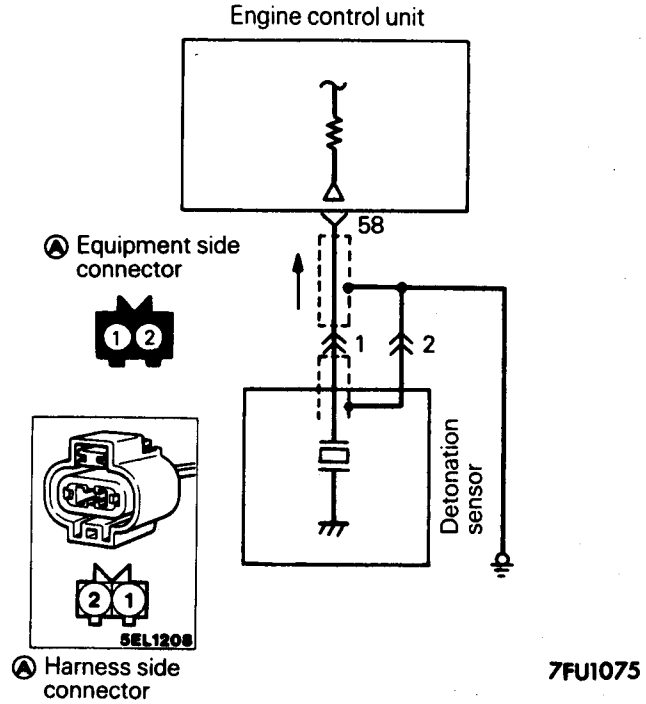 Engine control unit
58
Ⓐ Equipment side
connector
1 2
1
2
Detonation
sensor
2 1
5EL1208
Ⓐ Harness side
connector
7FU1075